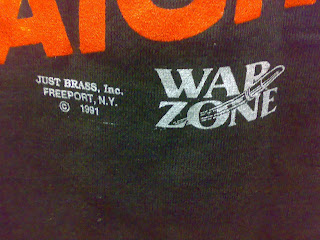 JUST BRASS, Inc.
FREEPORT, N.Y.
© 1991
WAR
ZONE